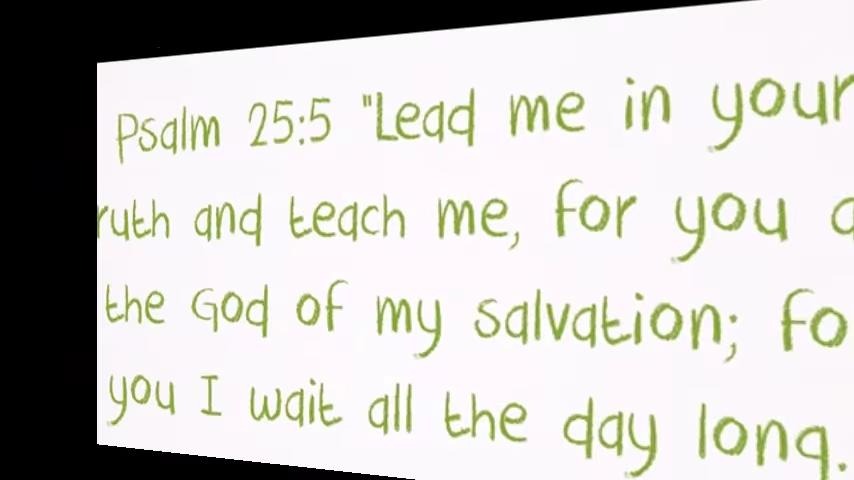 Psalm 25:5 "Lead me in your
ruth and teach me, for you
the God of my salvation; fo
you I wait all the day long.